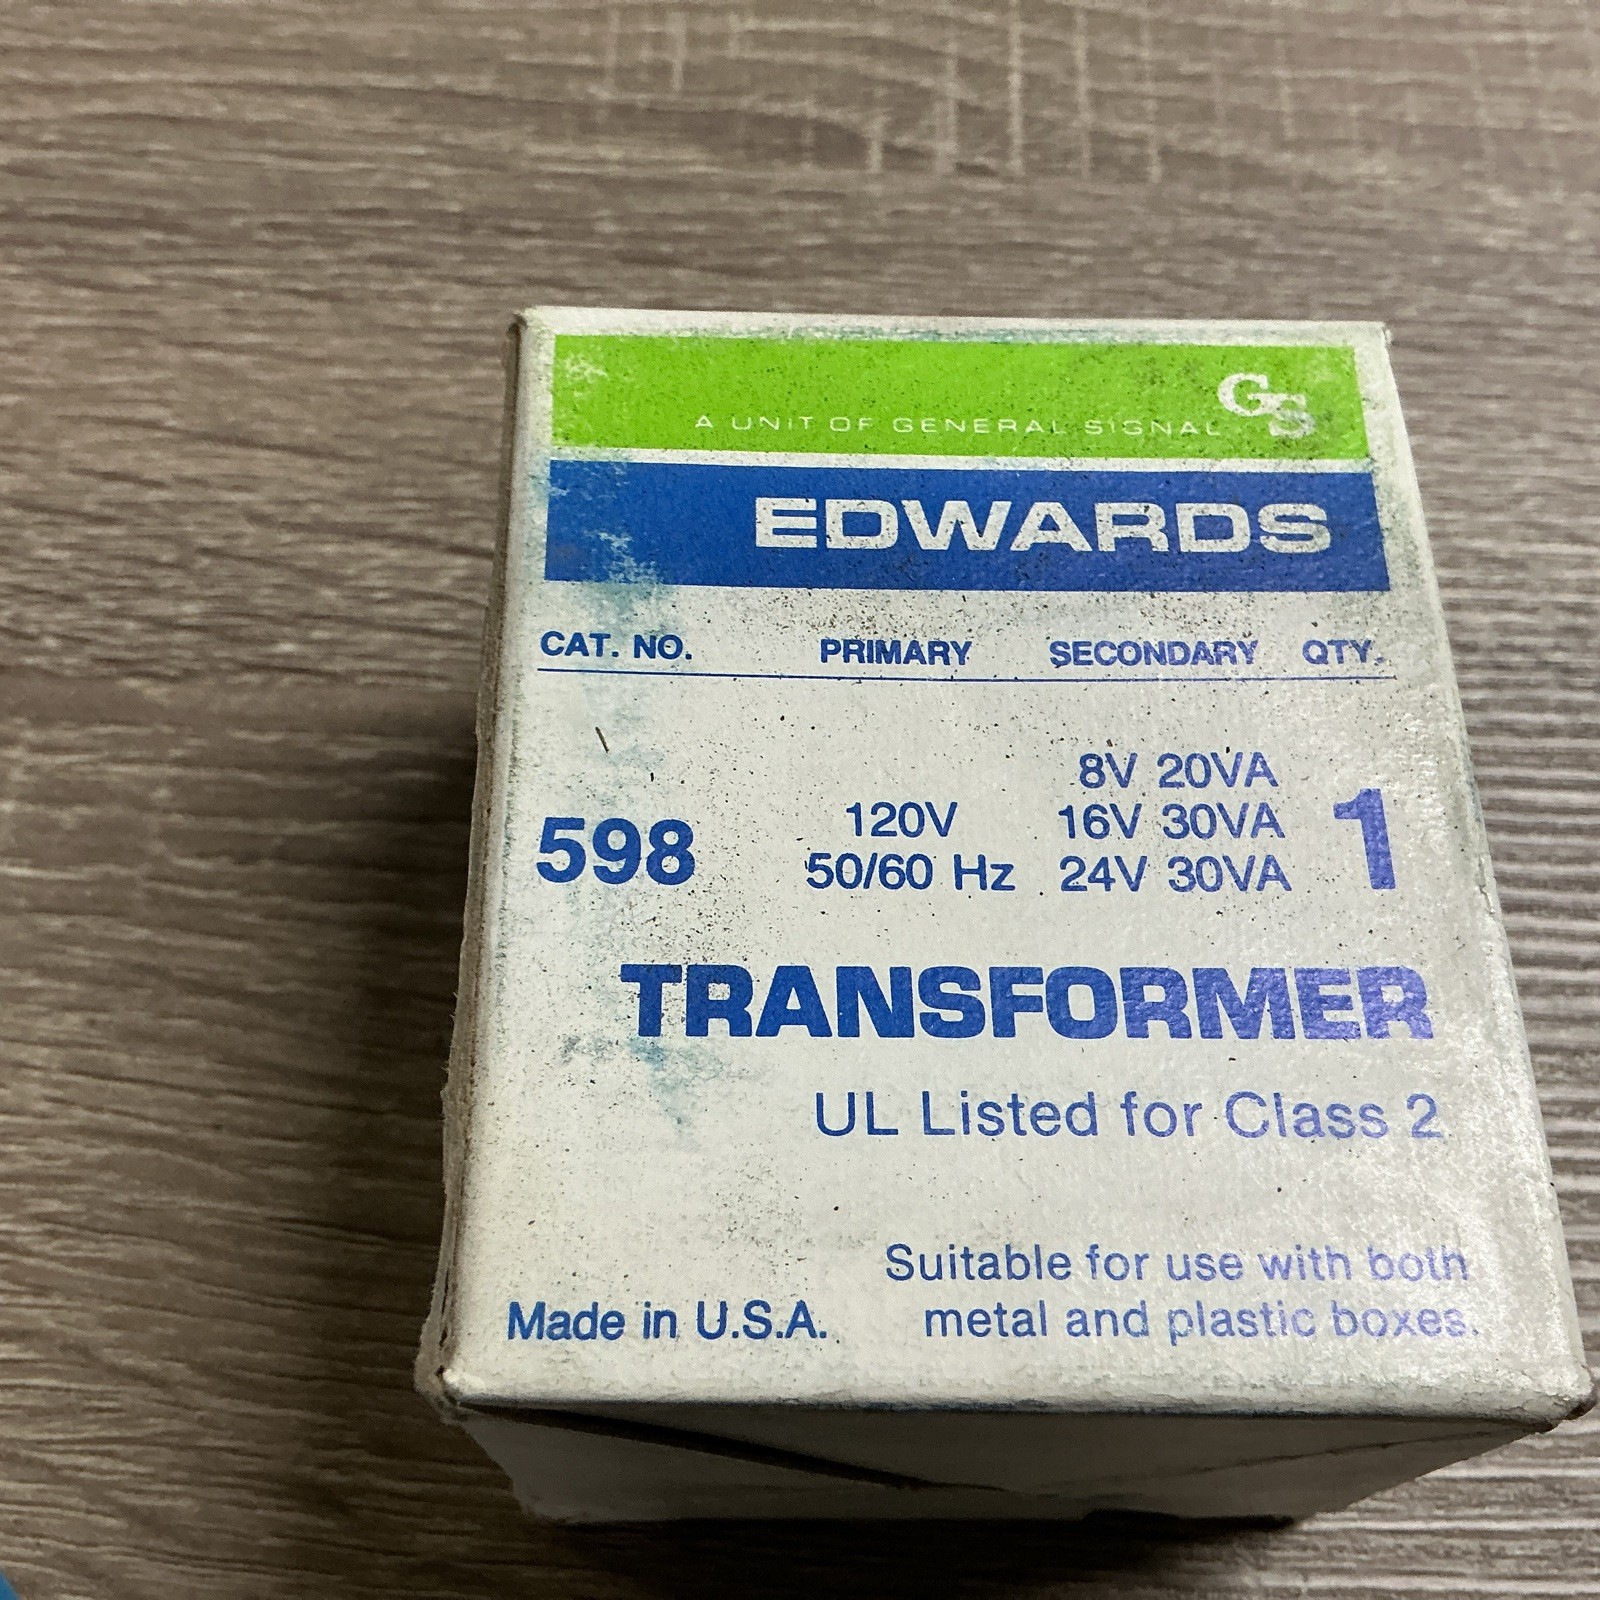 GS
A UNIT OF GENERAL SIGNAL
EDWARDS
CAT. NO. PRIMARY SECONDARY QTY.
8V 20VA
120V 16V 30VA
598 1
50/60 Hz 24V 30VA
TRANSFORMER
UL Listed for Class 2
Suitable for use with both
Made in U.S.A. metal and plastic boxes.